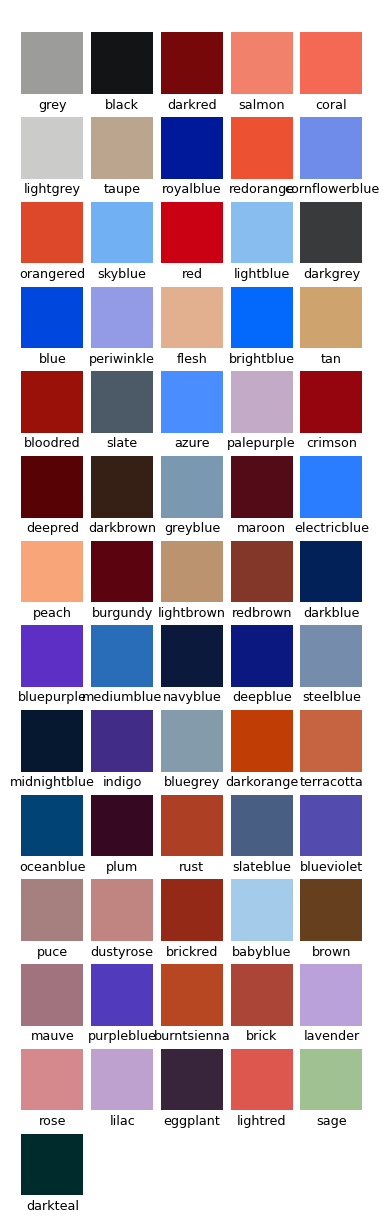 grey black darkred salmon coral
lightgrey taupe royalblue redorange cornflowerblue
orangered skyblue red lightblue darkgrey
blue periwinkle flesh brightblue tan
bloodred slate azure palepurple crimson
deepred darkbrown greyblue maroon electricblue
peach burgundy lightbrown redbrown darkblue
bluepurple mediumblue navyblue deepblue steelblue
midnightblue indigo bluegrey darkorange terracotta
oceanblue plum rust slateblue blueviolet
puce dustyrose brickred babyblue brown
mauve purpleblue burntsienna brick lavender
rose lilac eggplant lightred sage
darkteal